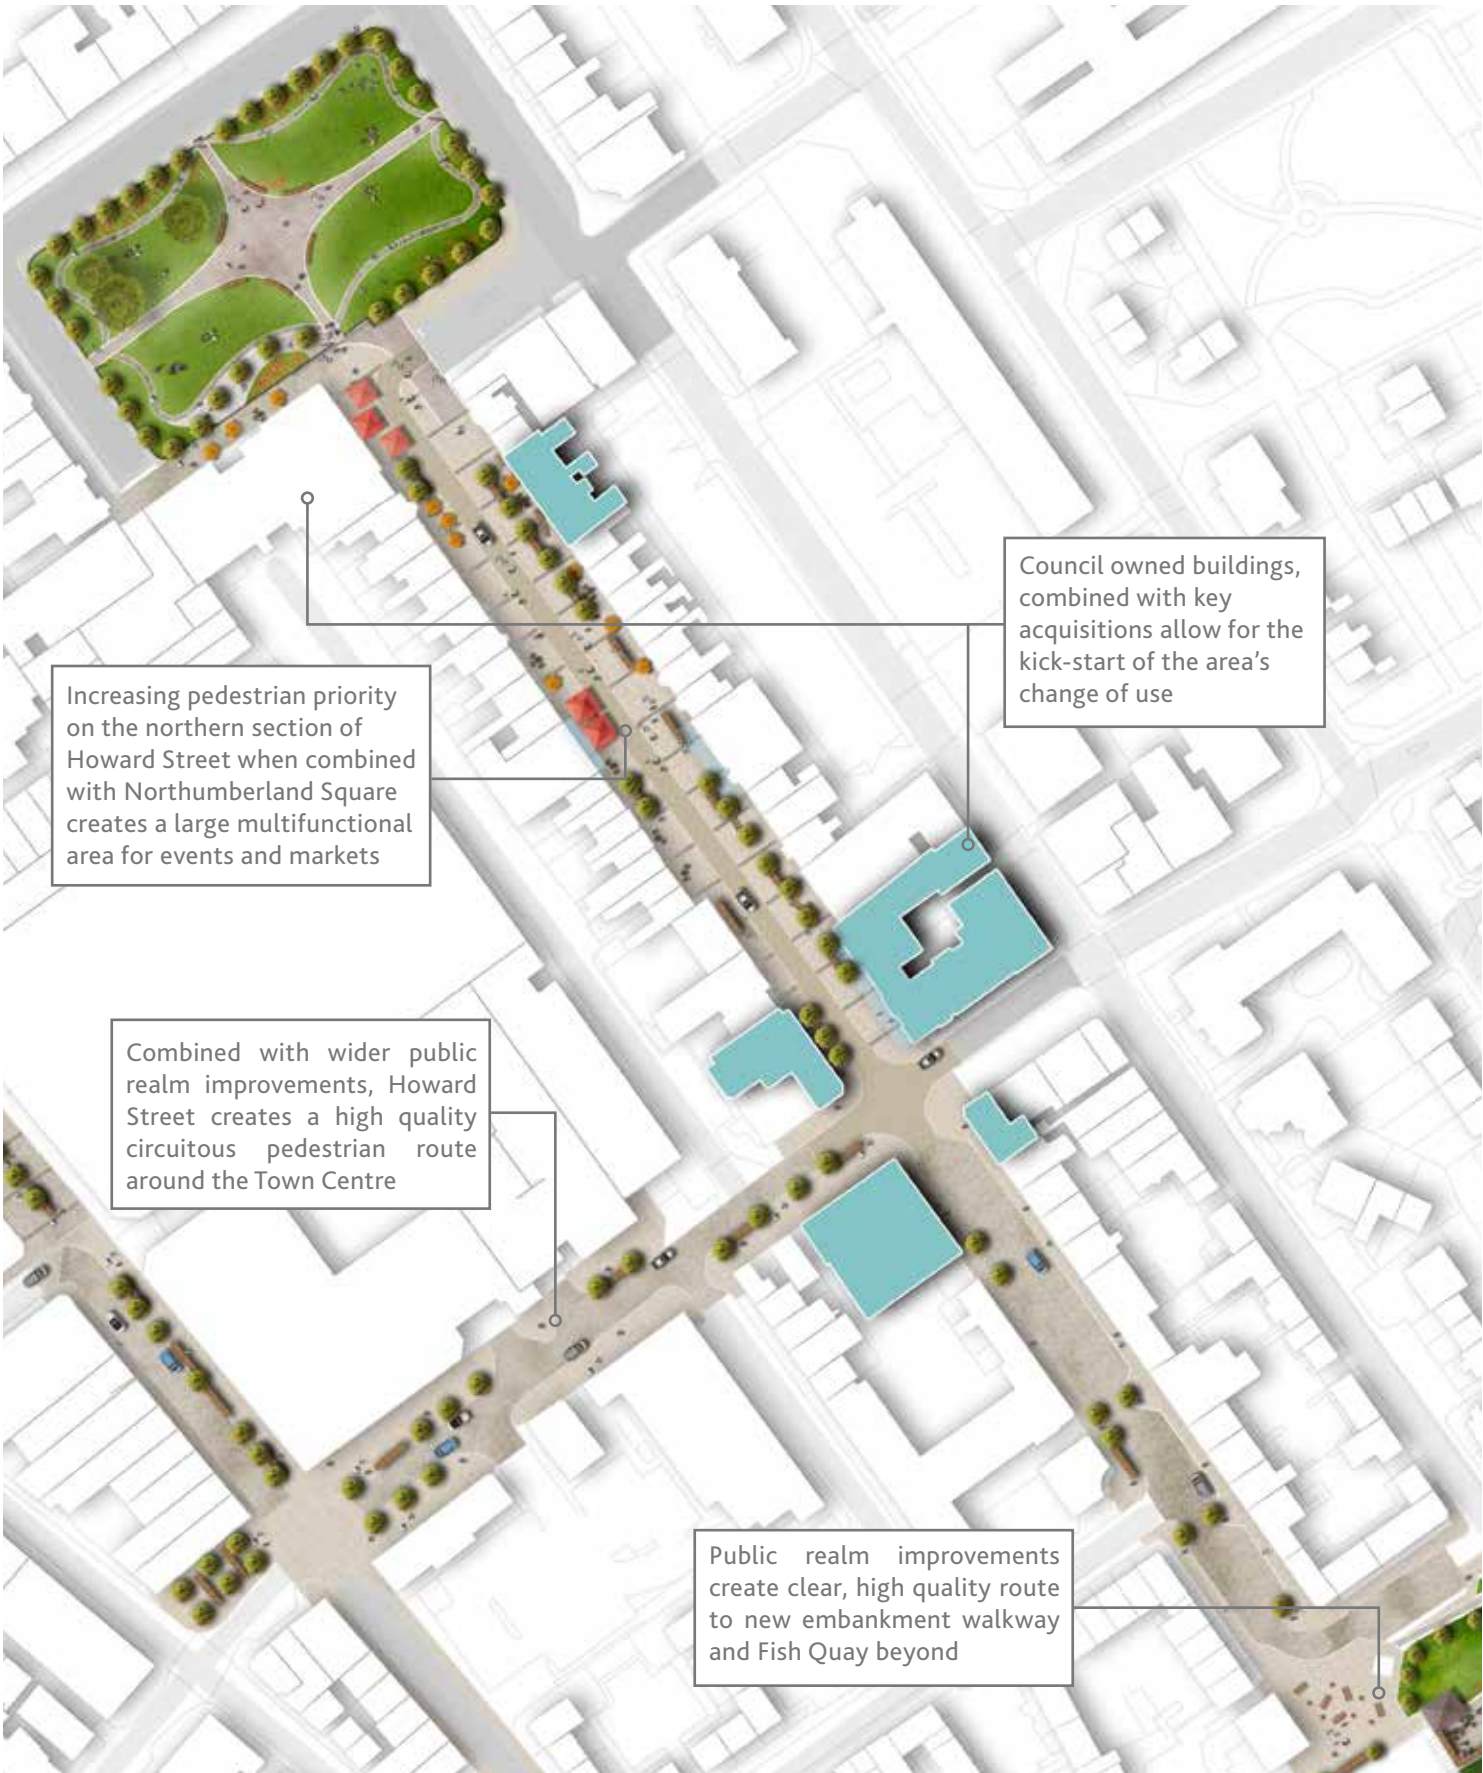 Council owned buildings,
combined with key
acquisitions allow for the
kick-start of the area's
change of use
Increasing pedestrian priority
on the northern section of
Howard Street when combined
with Northumberland Square
creates a large multifunctional
area for events and markets
Combined with wider public
realm improvements, Howard
Street creates a high quality
circuitous pedestrian route
around the Town Centre
Public realm improvements
create clear, high quality route
to new embankment walkway
and Fish Quay beyond